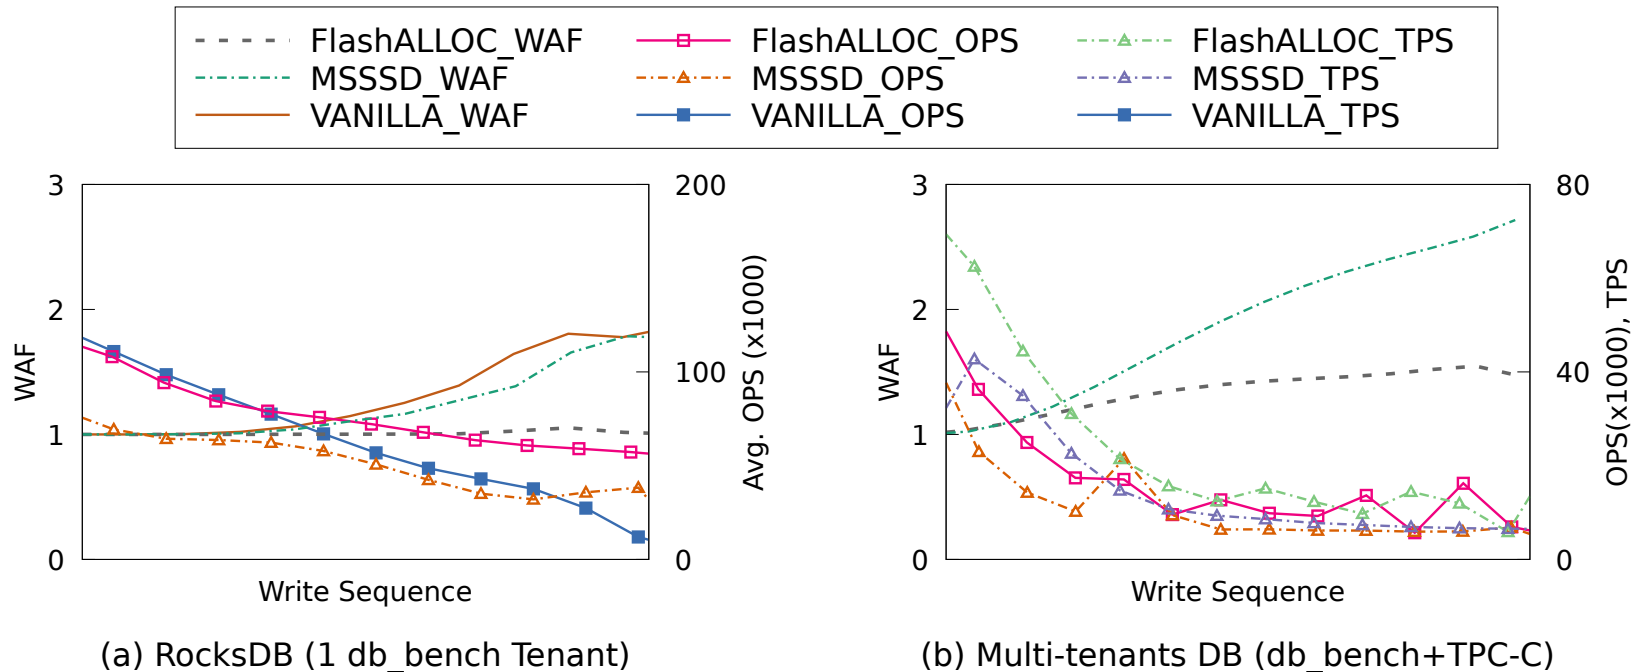 FlashALLOC_WAF FlashALLOC_OPS FlashALLOC_TPS
MSSSD_WAF MSSSD_OPS MSSSD_TPS
VANILLA_WAF VANILLA_OPS VANILLA_TPS
3 200 3 80
2 2
WAF 100 Avg. OPS (x1000) WAF 40 OPS(x1000), TPS
1 1
0 0 0 0
Write Sequence Write Sequence
(a) RocksDB (1 db_bench Tenant) (b) Multi-tenants DB (db_bench+TPC-C)